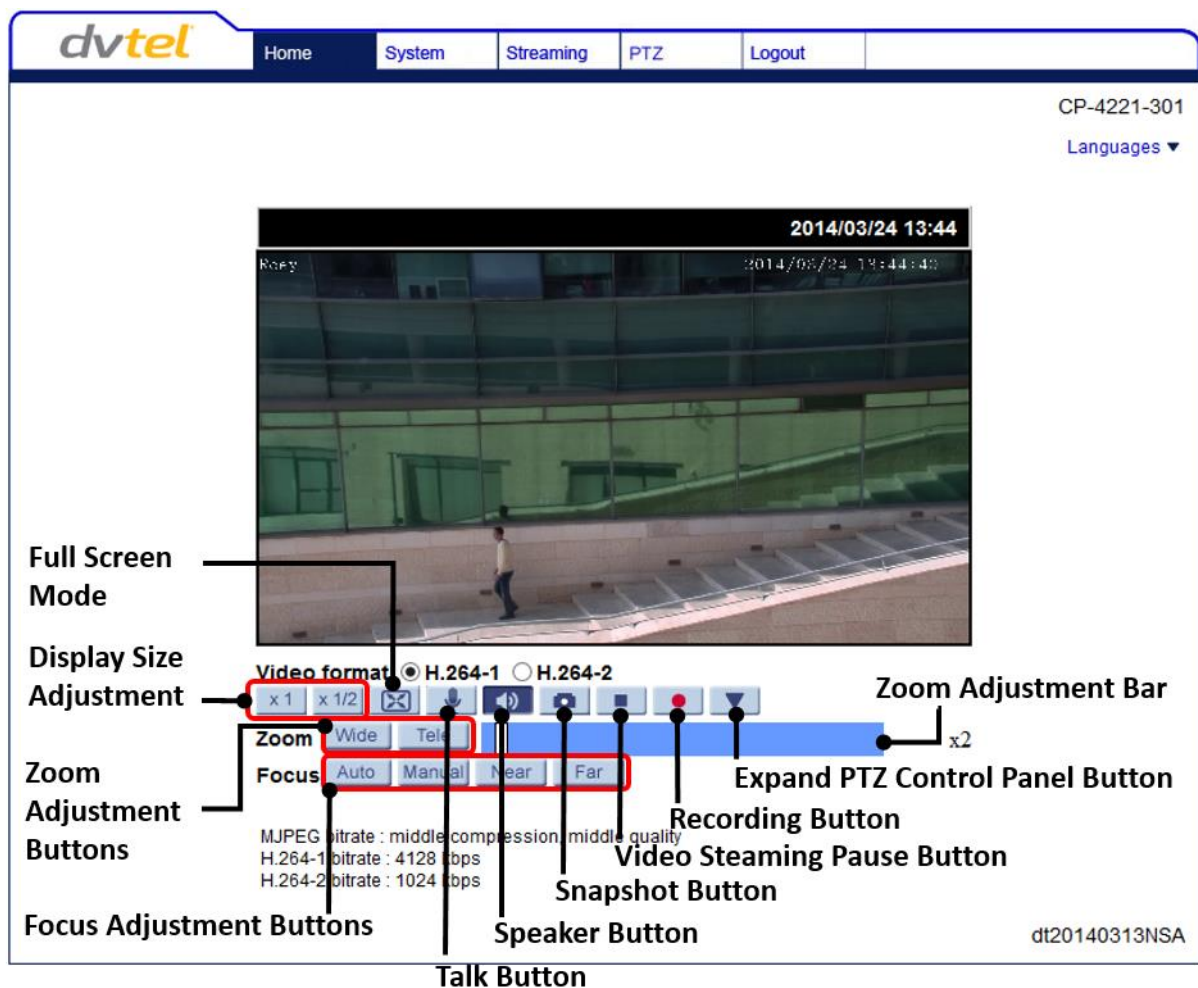 dvtel
Home System Streaming PTZ Logout
CP-4221-301
Languages
2014/03/24 13:44
Roey 2014/03/24 13:44:40
Full Screen
Mode
Display Size
Adjustment
Video format H.264-1 H.264-2
x 1 x 1/2
Zoom Adjustment Bar
Zoom Wide Tele x2
Zoom
Adjustment
Buttons
Focus Auto Manual Near Far
Expand PTZ Control Panel Button
Recording Button
MJPEG bitrate : middle compression, middle quality
H.264-1 bitrate : 4128 kbps
Video Steaming Pause Button
H.264-2 bitrate : 1024 kbps
Snapshot Button
Focus Adjustment Buttons
Speaker Button
dt20140313NSA
Talk Button